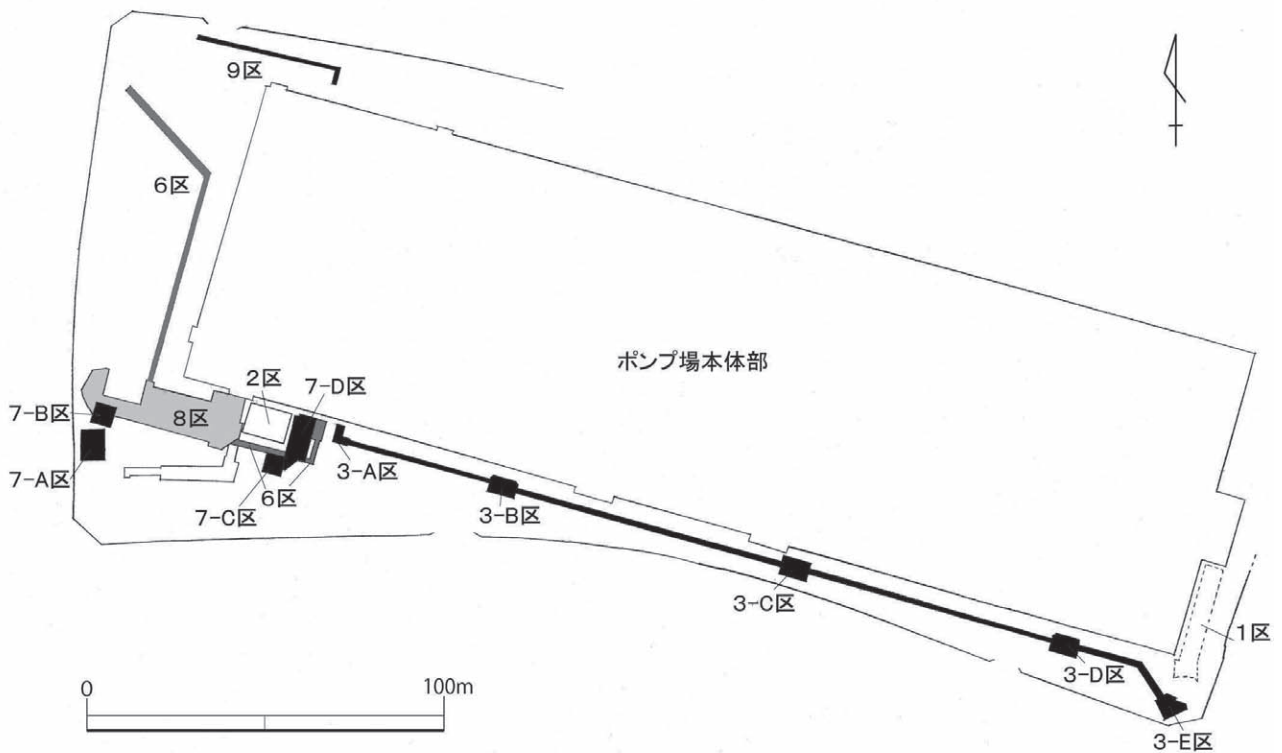 9区
6区
ポンプ場本体部
2区
7-D区
7-B区
8区
7-A区
3-A区
6区
7-C区
3-B区
3-C区
1区
3-D区
3-E区
0
100m